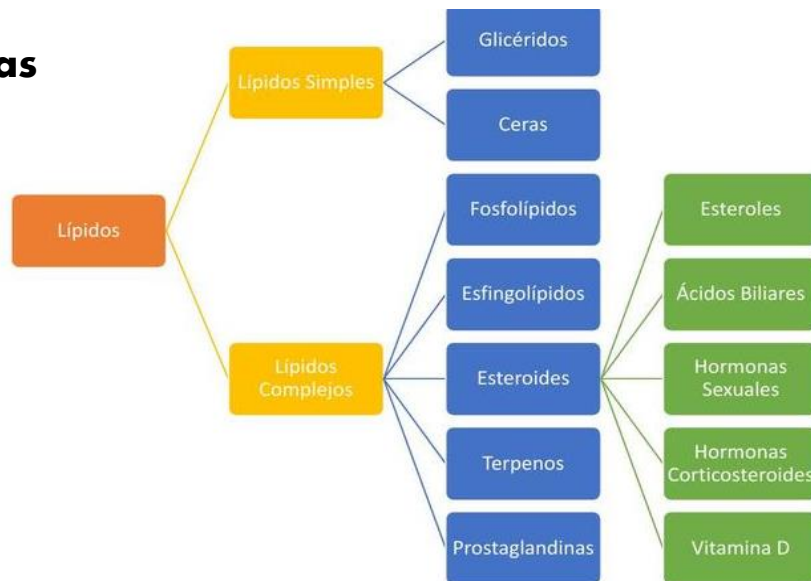 as
Lípidos
Lípidos Simples
Lípidos
Complejos
Glicéridos
Ceras
Fosfolípidos
Esfingolípidos
Esteroides
Terpenos
Prostaglandinas
Esteroles
Ácidos Biliares
Hormonas
Sexuales
Hormonas
Corticosteroides
Vitamina D